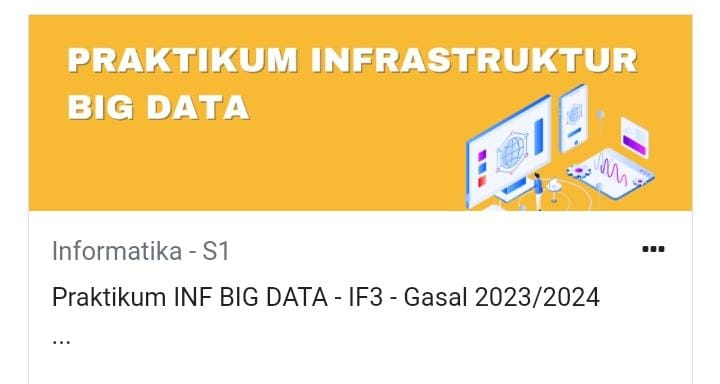 PRAKTIKUM INFRASTRUKTUR
BIG DATA
Informatika - S1
Praktikum INF BIG DATA - IF3 - Gasal 2023/2024
...